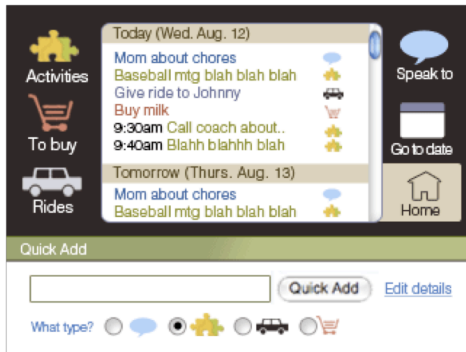 Activities
To buy
Rides
Today (Wed. Aug. 12)
Mom about chores
Baseball mtg blah blah blah
Give ride to Johnny
Buy milk
9:30am Call coach about..
9:40am Blahh blahhh blah
Tomorrow (Thurs. Aug. 13)
Mom about chores
Baseball mtg blah blah blah
Speak to
Go to date
Home
Quick Add
Quick Add
Edit details
What type?